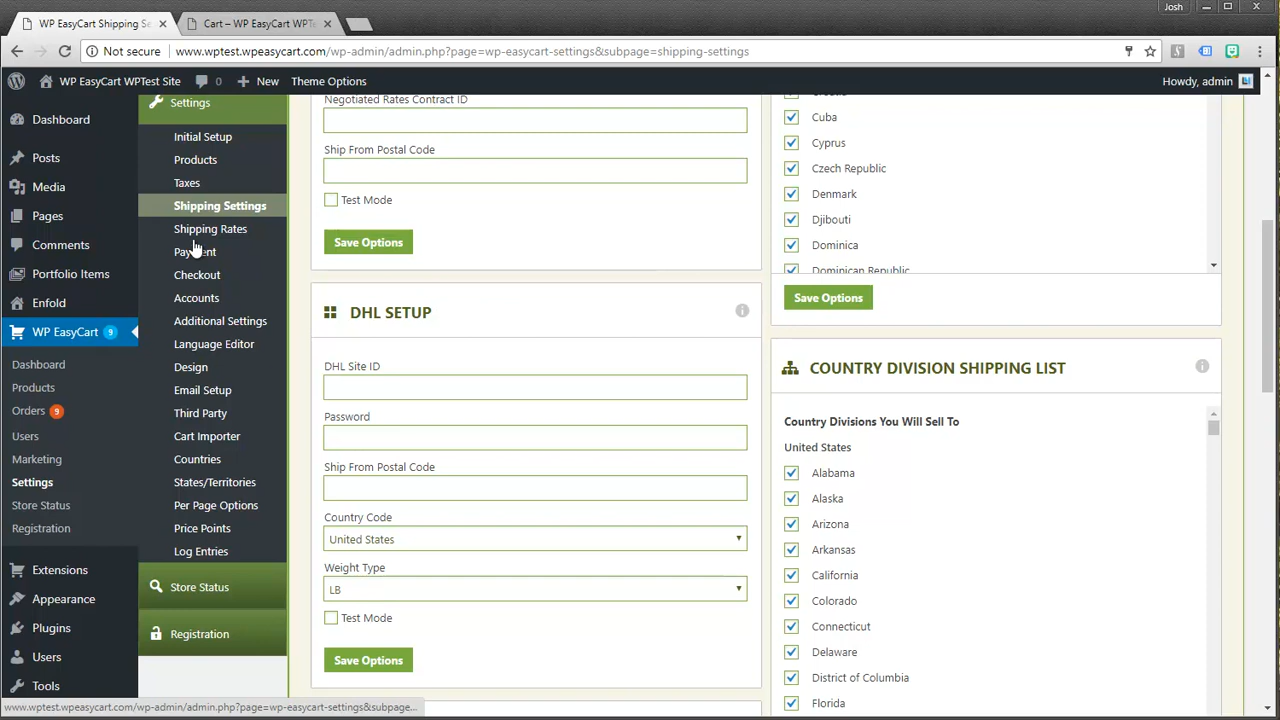 Josh
WP EasyCart Shipping Se
Cart – WP EasyCart WPTe
Not secure
www.wptest.wpeasycart.com/wp-admin/admin.php?page=wp-easycart-settings&subpage=shipping-settings
WP EasyCart WPTest Site
0
New
Theme Options
Howdy, admin
Dashboard
Posts
Media
Pages
Comments
Portfolio Items
Enfold
WP EasyCart 9
Dashboard
Products
Orders 9
Users
Marketing
Settings
Store Status
Registration
Extensions
Appearance
Plugins
Users
Tools
Settings
Initial Setup
Products
Taxes
Shipping Settings
Shipping Rates
Payment
Checkout
Accounts
Additional Settings
Language Editor
Design
Email Setup
Third Party
Cart Importer
Countries
States/Territories
Per Page Options
Price Points
Log Entries
Store Status
Registration
Negotiated Rates Contract ID
Ship From Postal Code
Test Mode
Save Options
DHL SETUP
DHL Site ID
Password
Ship From Postal Code
Country Code
United States
Weight Type
LB
Test Mode
Save Options
Croatia
Cuba
Cyprus
Czech Republic
Denmark
Djibouti
Dominica
Dominican Republic
Save Options
COUNTRY DIVISION SHIPPING LIST
Country Divisions You Will Sell To
United States
Alabama
Alaska
Arizona
Arkansas
California
Colorado
Connecticut
Delaware
District of Columbia
Florida
www.wptest.wpeasycart.com/wp-admin/admin.php?page=wp-easycart-settings&subpage...